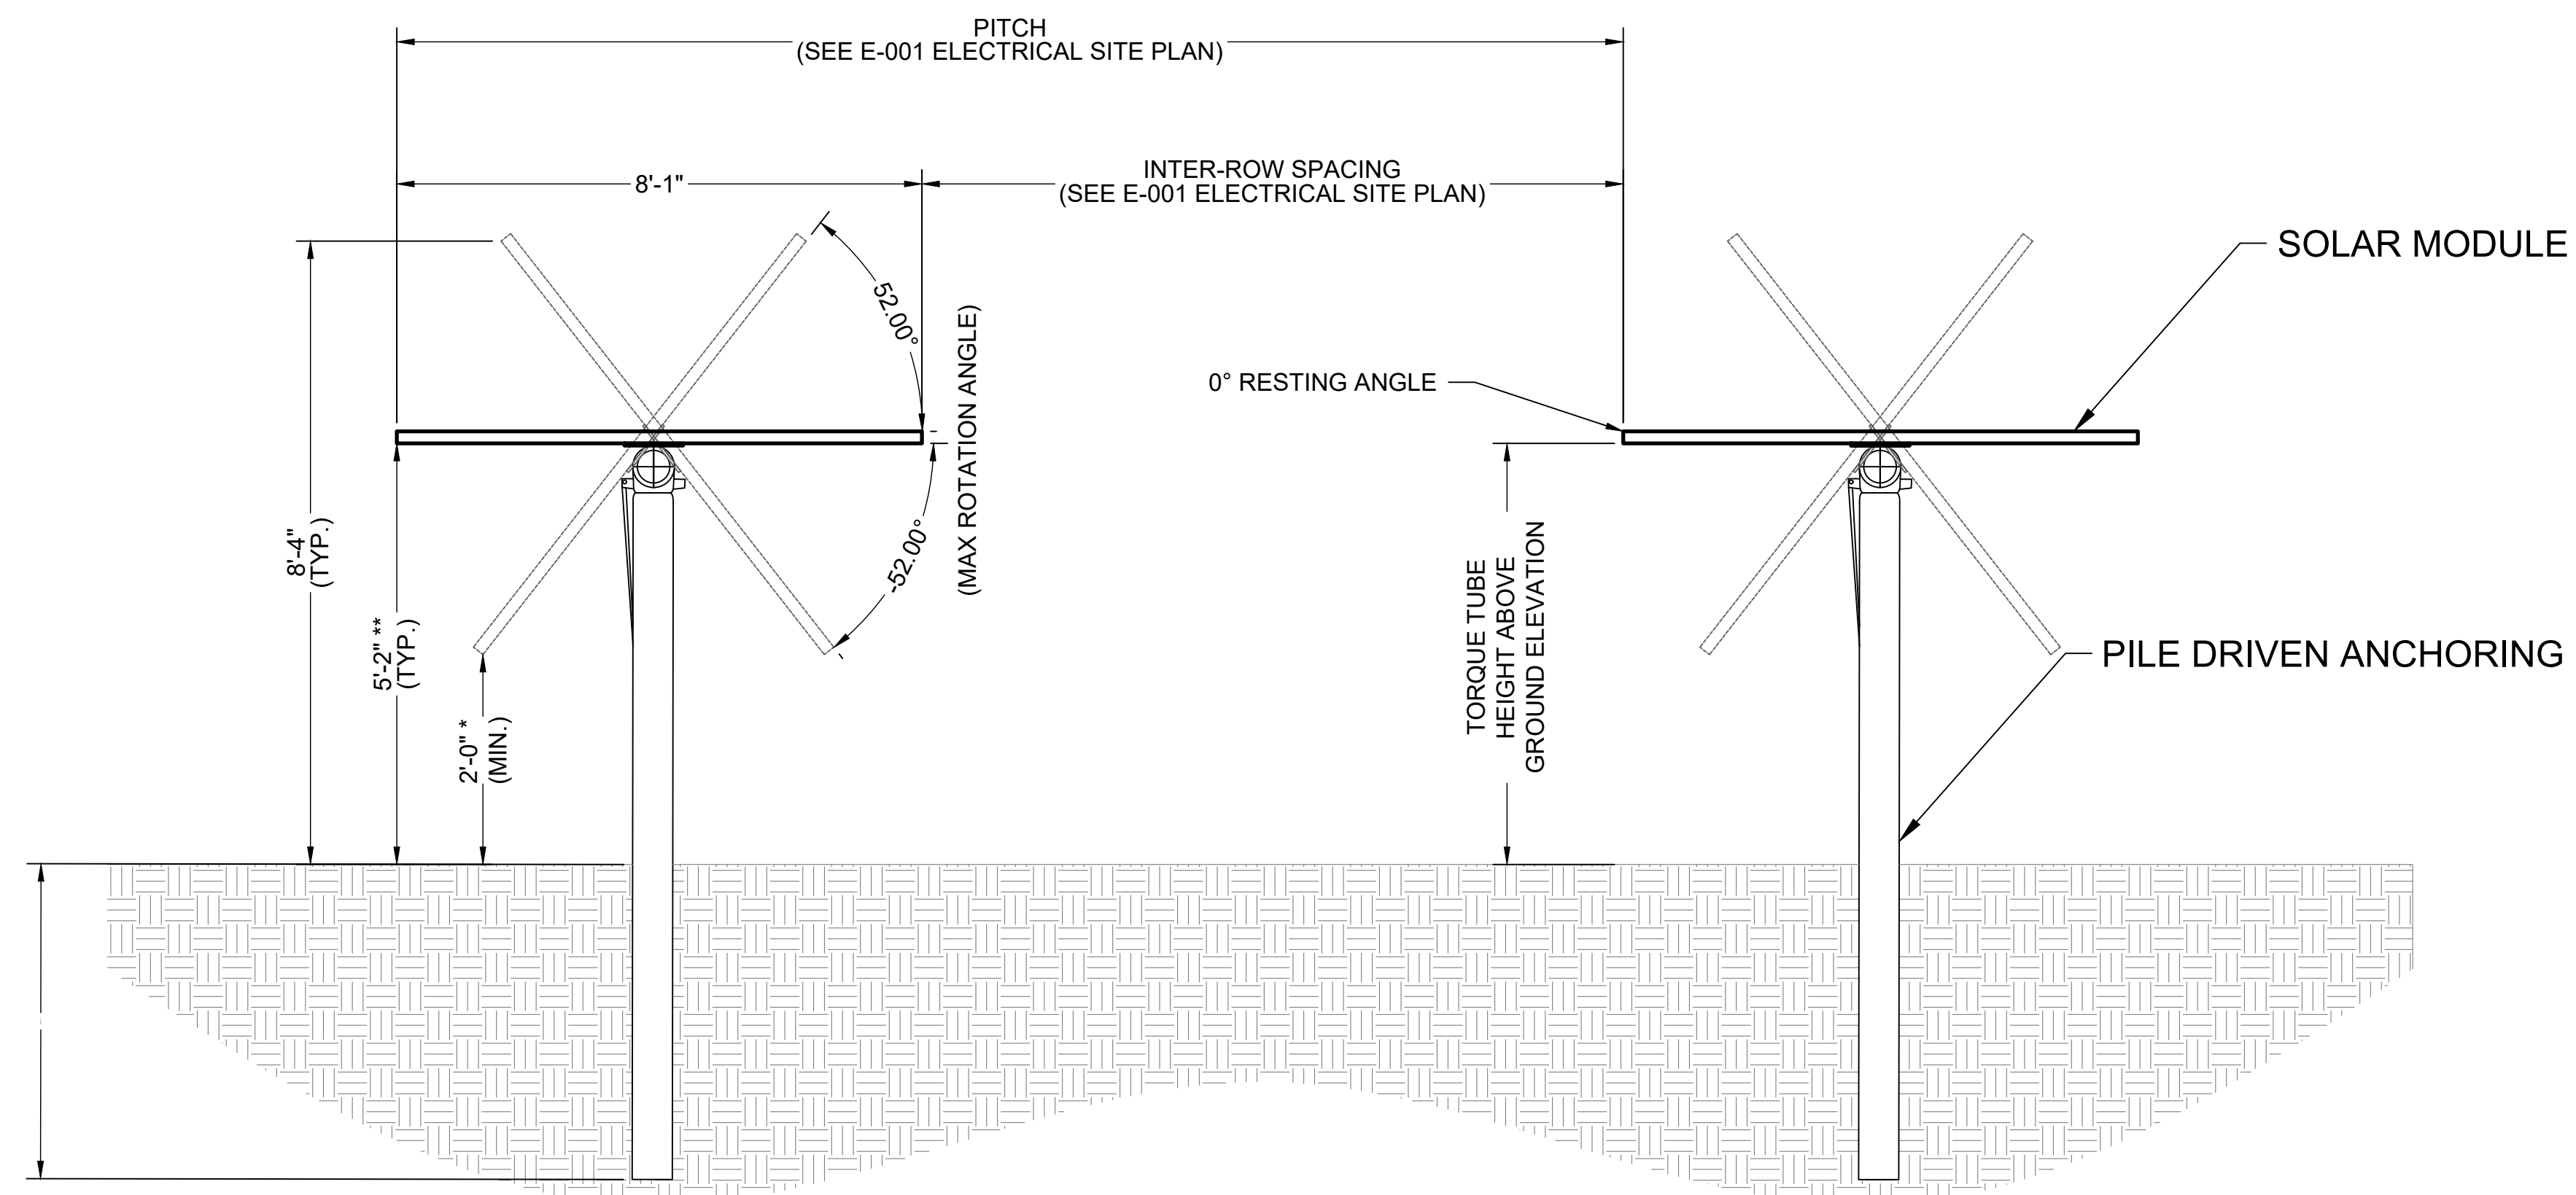 PITCH
(SEE E-001 ELECTRICAL SITE PLAN)
8'-1"
INTER-ROW SPACING
(SEE E-001 ELECTRICAL SITE PLAN)
SOLAR MODULE
52.00°
(MAX ROTATION ANGLE)
0° RESTING ANGLE
8'-4"
(TYP.)
-52.00°
5'-2" **
(TYP.)
2'-0" *
(MIN.)
TORQUE TUBE
HEIGHT ABOVE
GROUND ELEVATION
PILE DRIVEN ANCHORING